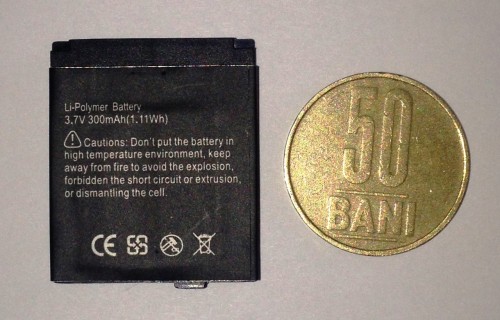 Li-Polymer Battery
3,7V 300mAh(1.11Wh)
Cautions: Don't put the battery in
high temperature environment, keep
away from fire to avoid the explosion,
forbidden the short circuit or extrusion,
or dismantling the cell.
CE
50
BANI